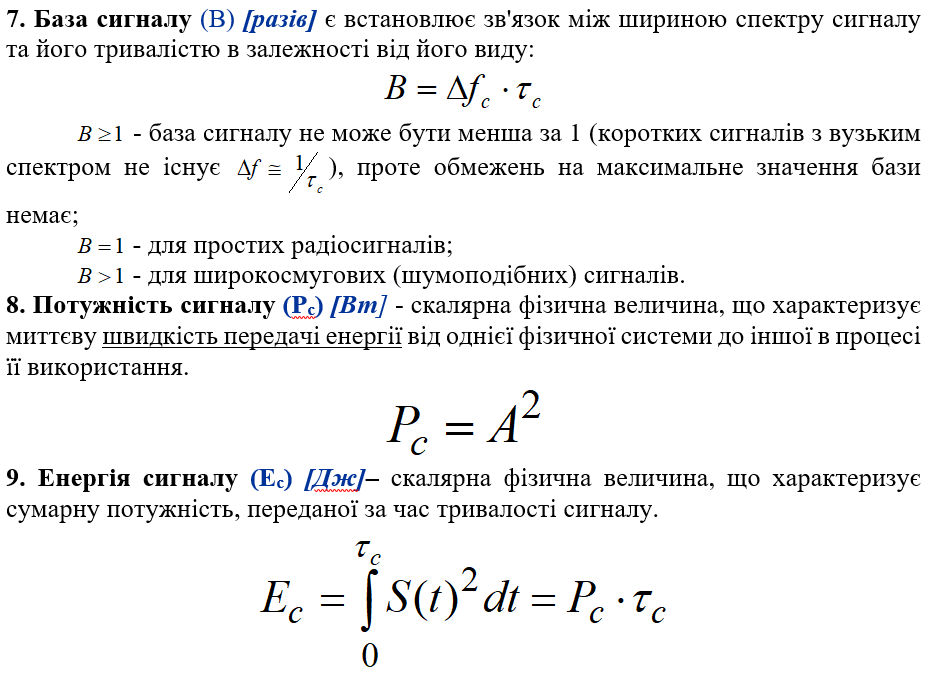 7. База сигналу (В) [разів] є встановлює зв'язок між шириною спектру сигналу
та його тривалістю в залежності від його виду:
B = Δf_c · τ_c
B ≥ 1 - база сигналу не може бути менша за 1 (коротких сигналів з вузьким
спектром не існує Δf ≅ 1/τ_c ), проте обмежень на максимальне значення бази
немає;
B = 1 - для простих радіосигналів;
B > 1 - для широкосмугових (шумоподібних) сигналів.
8. Потужність сигналу (Рс) [Вт] - скалярна фізична величина, що характеризує
миттєву швидкість передачі енергії від однієї фізичної системи до іншої в процесі
її використання.
P_c = A^2
9. Енергія сигналу (Ес) [Дж]– скалярна фізична величина, що характеризує
сумарну потужність, переданої за час тривалості сигналу.
E_c = ∫_0^{τ_c} S(t)^2 dt = P_c · τ_c